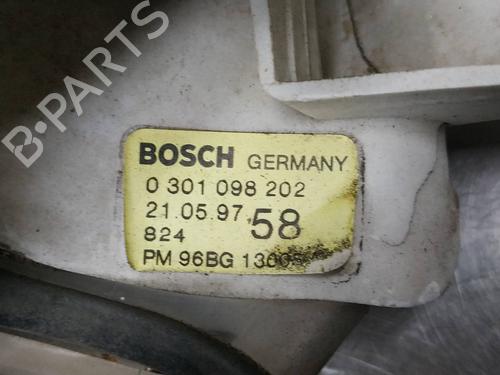 B-PARTS
BOSCH GERMANY
0 301 098 202
21.05.97 58
824
PM 96BG 13005